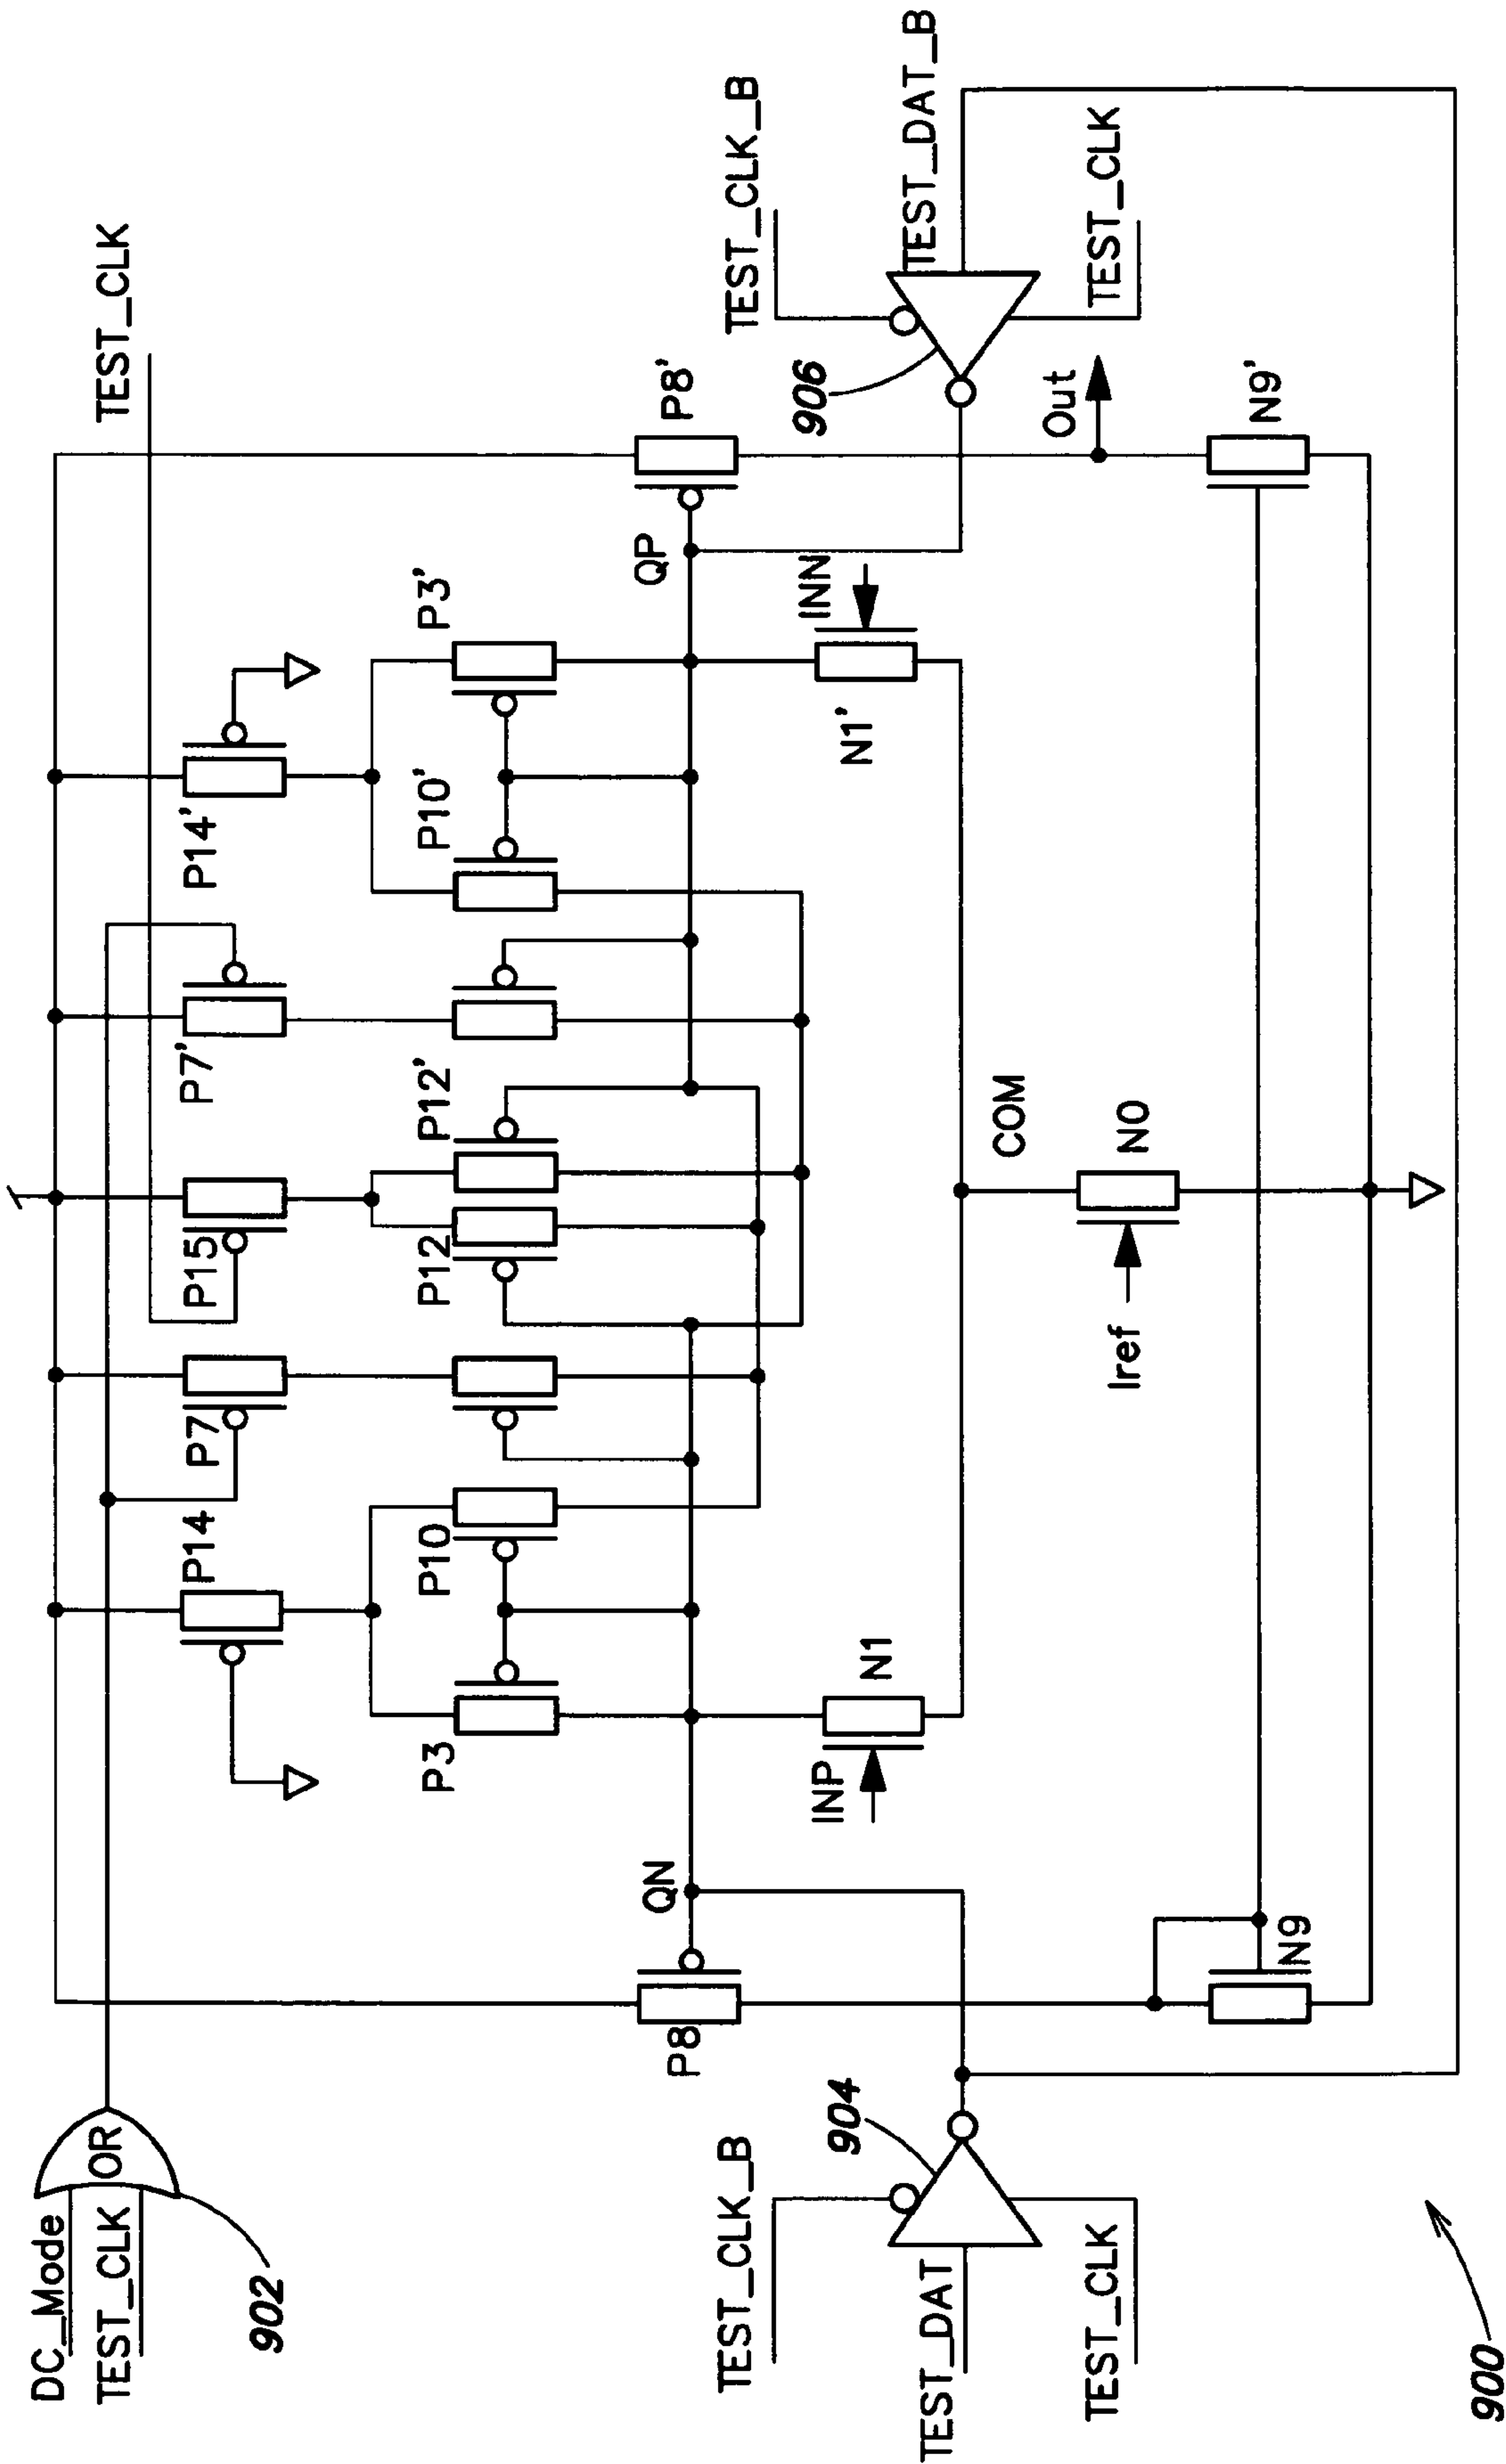 DC_Mode
TEST_CLK
OR
902
TEST_CLK
P14
P7
P15
P7'
P14'
P3
P10
P12
P12'
P10'
P3'
P8
QN
QP
P8'
TEST_CLK_B
TEST_DAT
TEST_CLK
904
INP
N1
N1'
INN
906
TEST_CLK_B
TEST_DAT_B
TEST_CLK
COM
Iref
N0
Out
N9
N9'
900